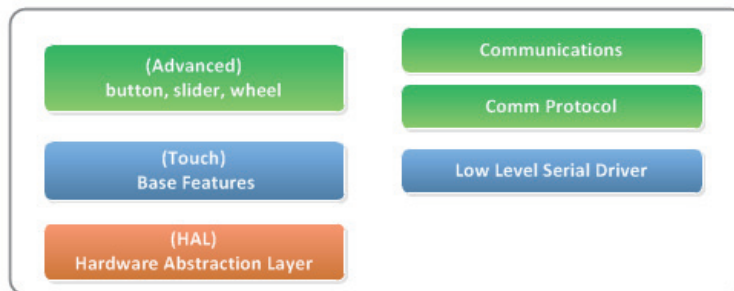 (Advanced)
button, slider, wheel
(Touch)
Base Features
(HAL)
Hardware Abstraction Layer
Communications
Comm Protocol
Low Level Serial Driver